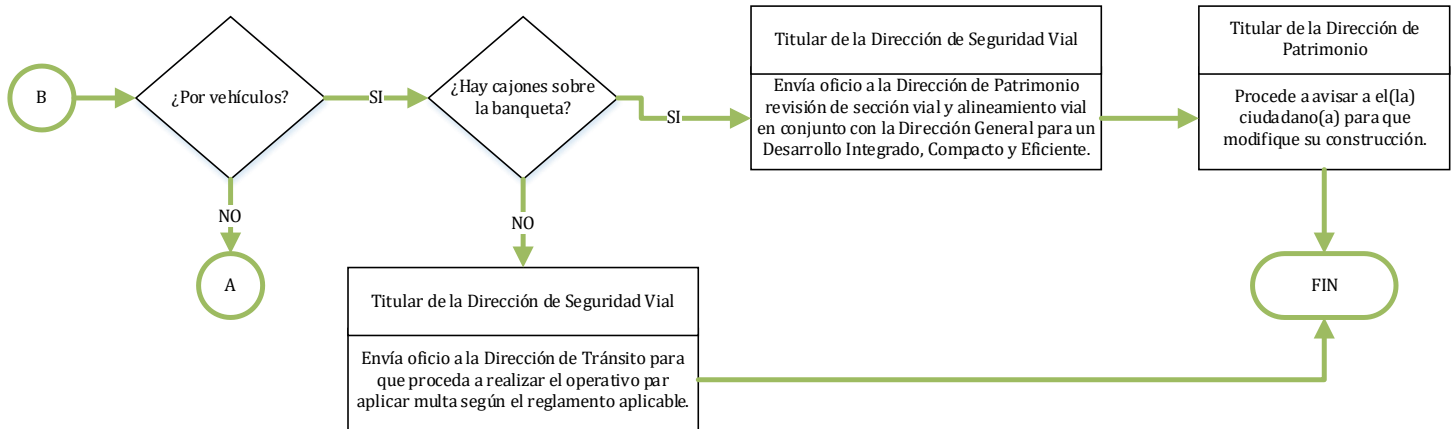 B
¿Por vehículos?
SI
¿Hay cajones sobre
la banqueta?
SI
Titular de la Dirección de Seguridad Vial
Envía oficio a la Dirección de Patrimonio
revisión de sección vial y alineamiento vial
en conjunto con la Dirección General para un
Desarrollo Integrado, Compacto y Eficiente.
Titular de la Dirección de
Patrimonio
Procede a avisar a el(la)
ciudadano(a) para que
modifique su construcción.
NO
A
NO
Titular de la Dirección de Seguridad Vial
Envía oficio a la Dirección de Tránsito para
que proceda a realizar el operativo par
aplicar multa según el reglamento aplicable.
FIN